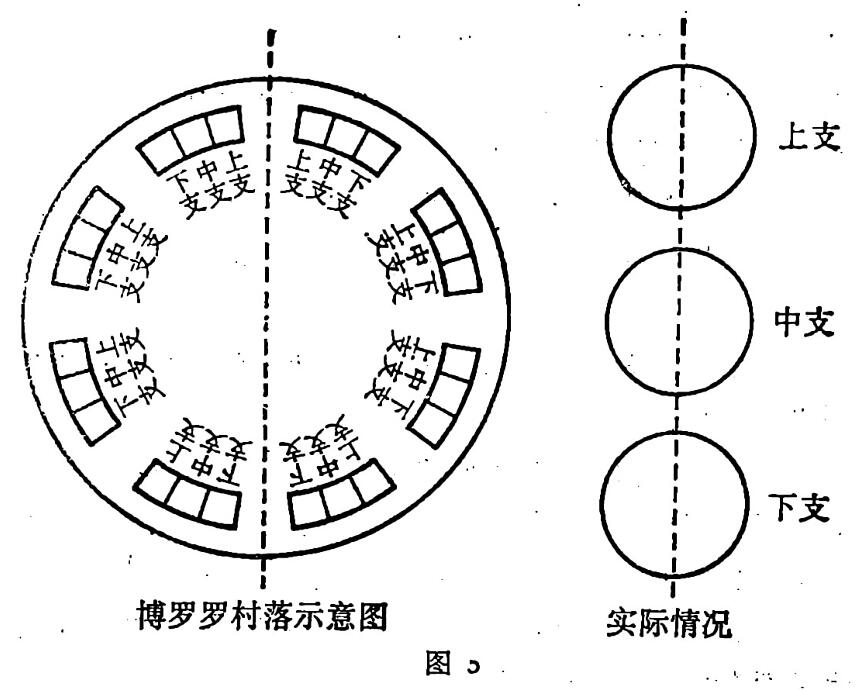 下中上
支支支
上中下
支支支
下中上
支支支
上中下
支支支
下中上
支支支
上中下
支支支
下中上
支支支
上中下
支支支
上支
中支
下支
博罗罗村落示意图
实际情况
图